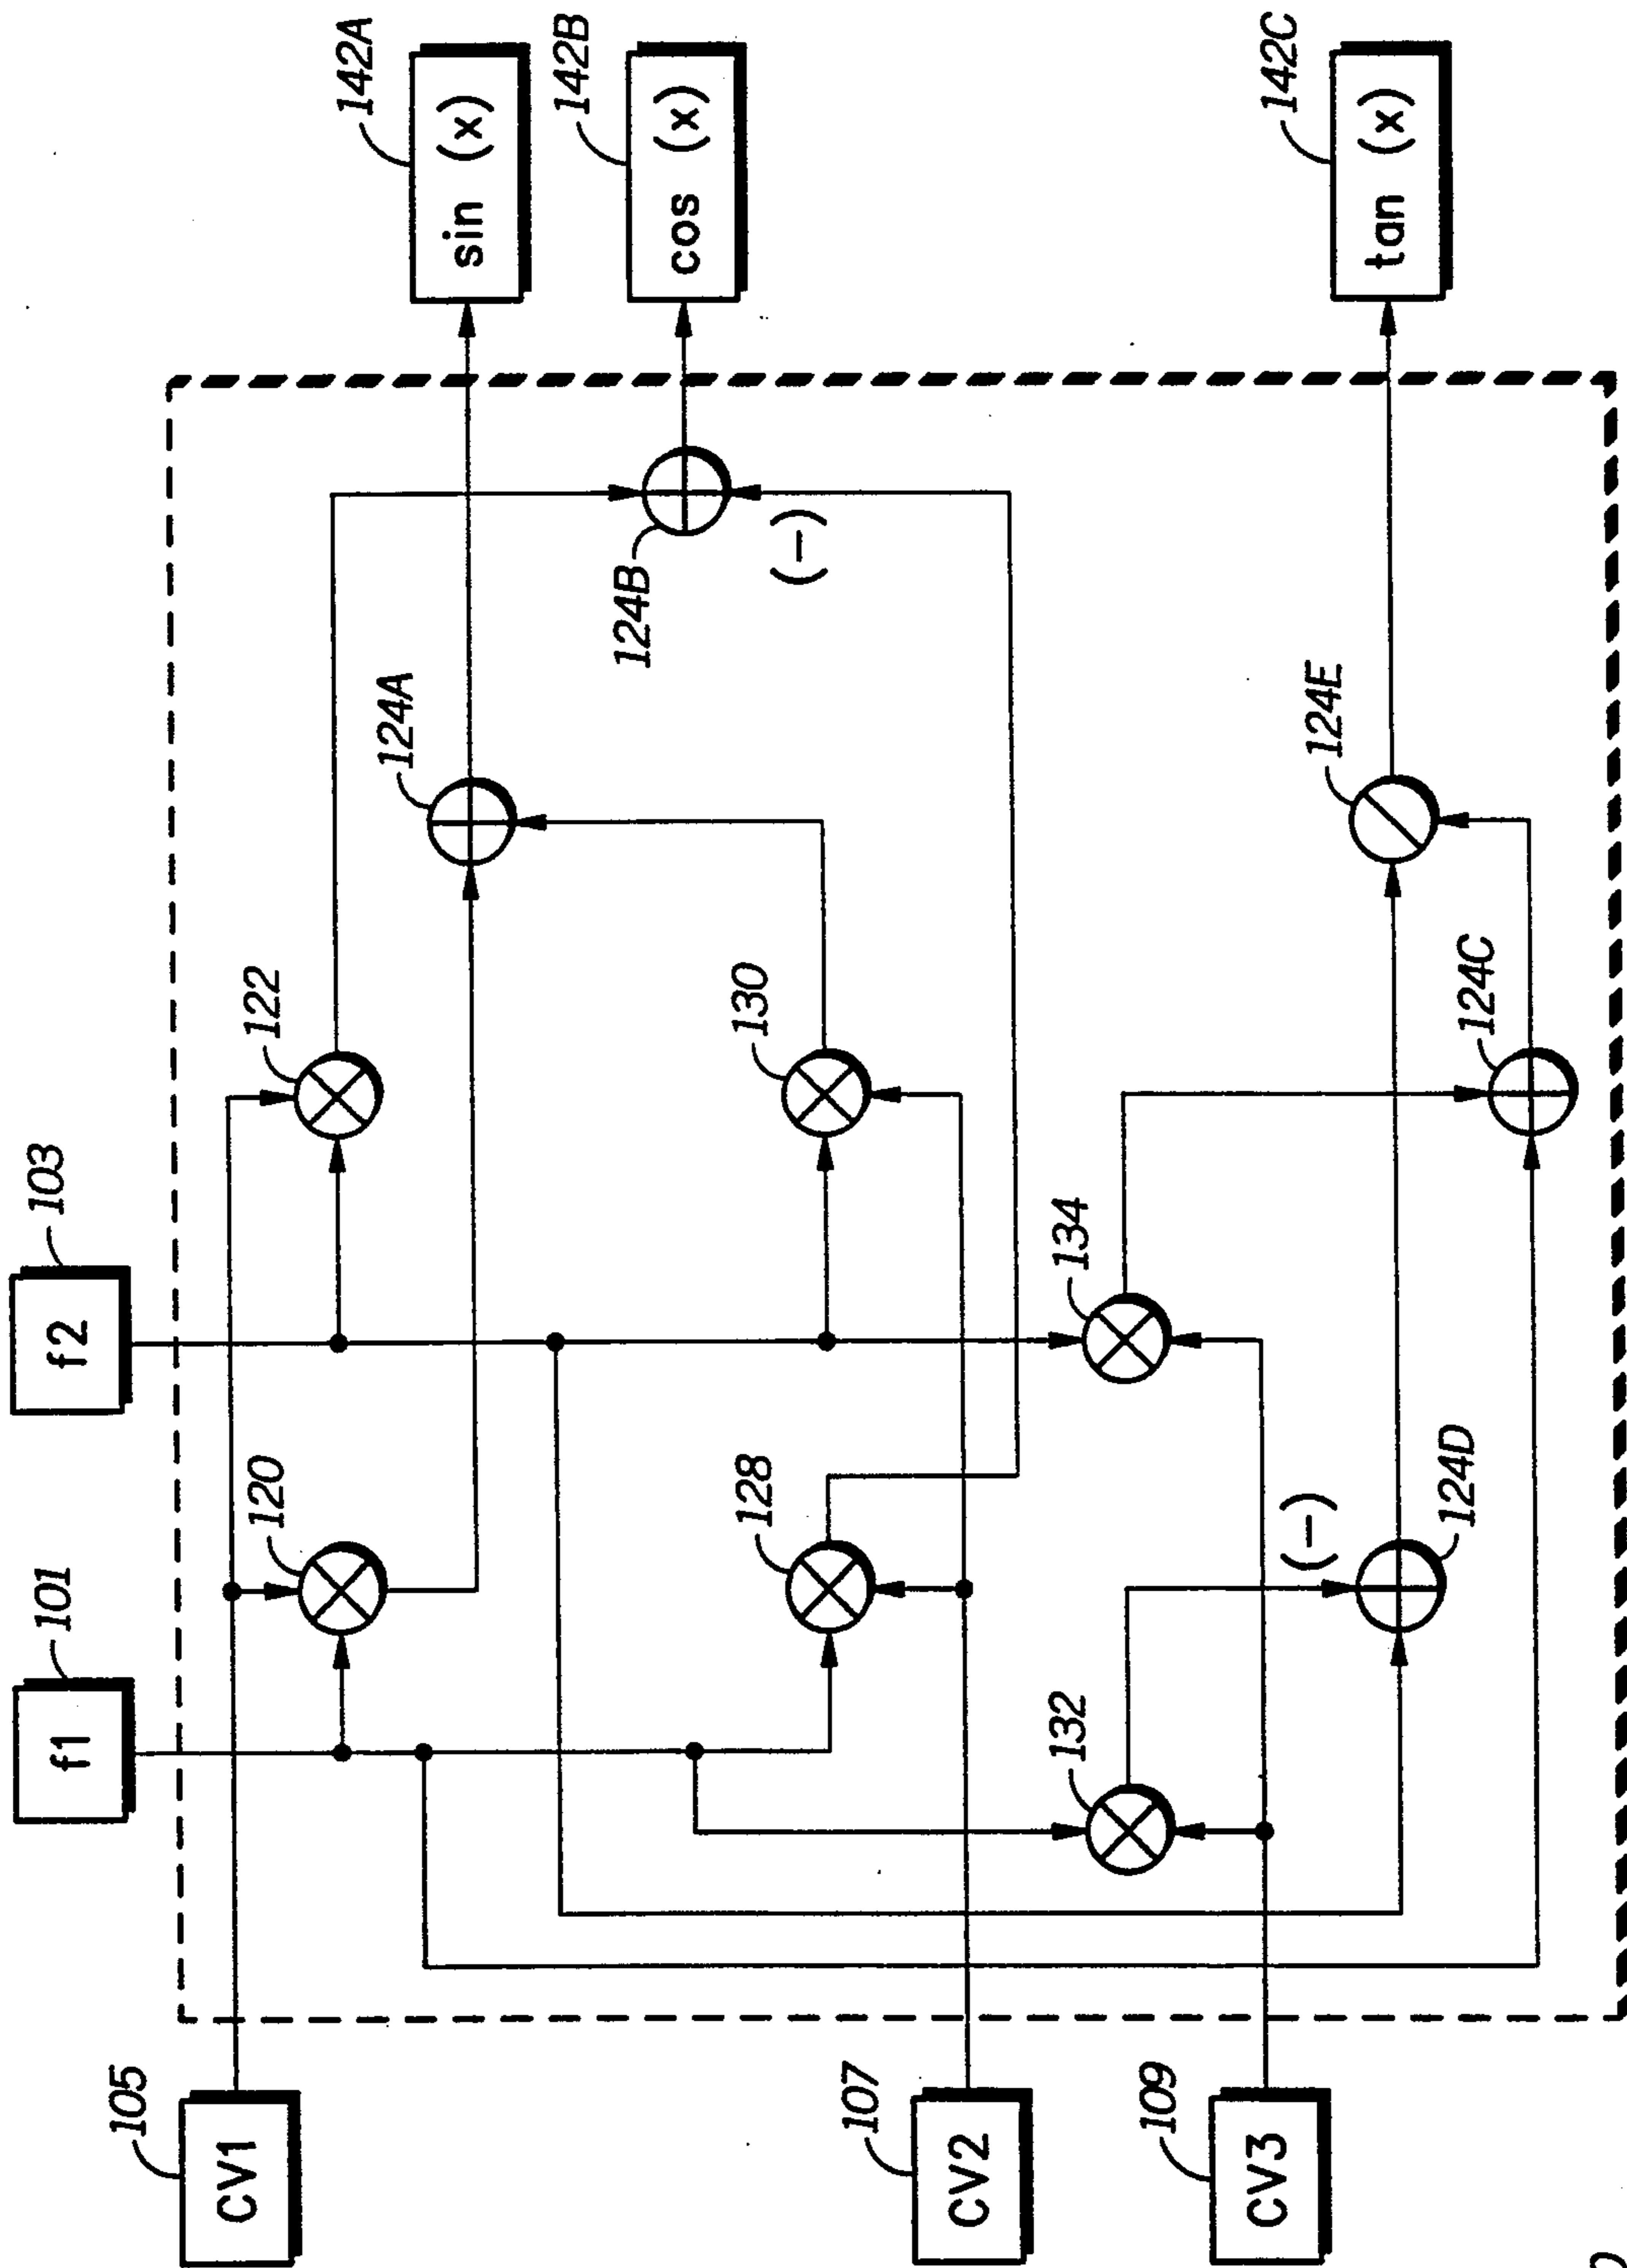 101
f1
103
f2
105
CV1
120
122
142A
sin (x)
124A
142B
cos (x)
124B
(−)
128
130
107
CV2
132
134
109
CV3
(−)
124D
124C
124E
142C
tan (x)